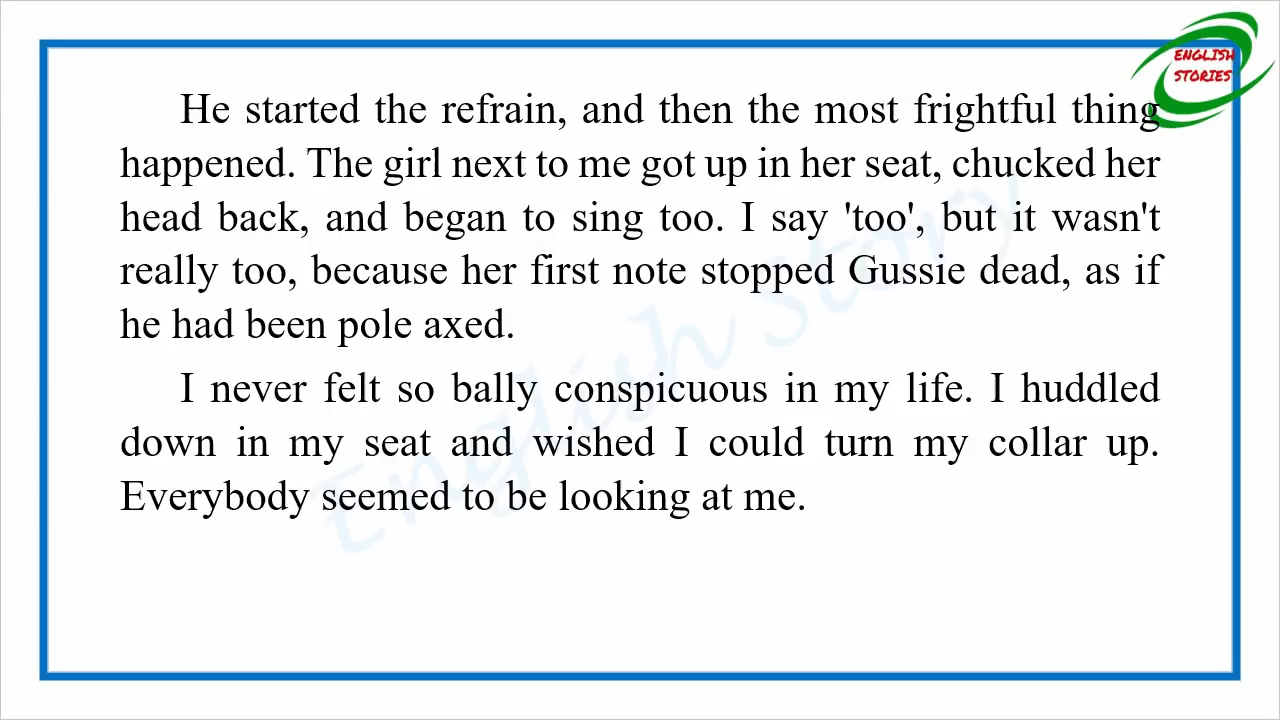 ENGLISH
STORIES
He started the refrain, and then the most frightful thing
happened. The girl next to me got up in her seat, chucked her
head back, and began to sing too. I say 'too', but it wasn't
really too, because her first note stopped Gussie dead, as if
he had been pole axed.
I never felt so bally conspicuous in my life. I huddled
down in my seat and wished I could turn my collar up.
Everybody seemed to be looking at me.
English Story